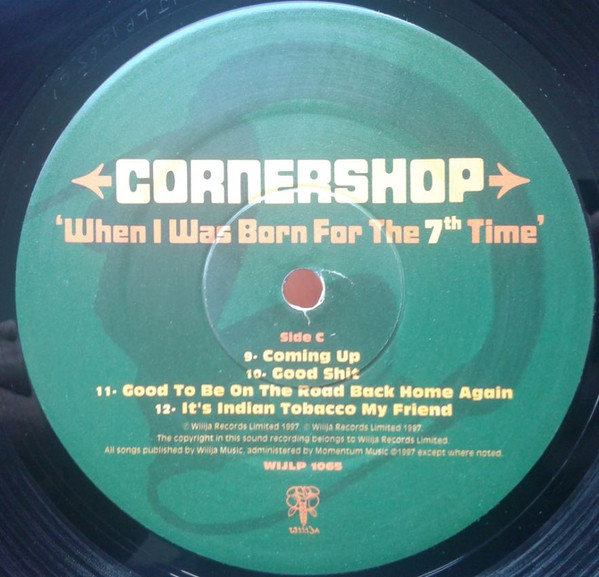 CORNERSHOP
'When I Was Born For The 7th Time'
Side C
9- Coming Up
10- Good Shit
11- Good To Be On The Road Back Home Again
12- It's Indian Tobacco My Friend
Ⓟ Wiiija Records Limited 1997. © Wiiija Records Limited 1997.
The copyright in this sound recording belongs to Wiiija Records Limited.
All songs published by Wiiija Music, administered by Momentum Music ©1997 except where noted.
WIJLP 1065